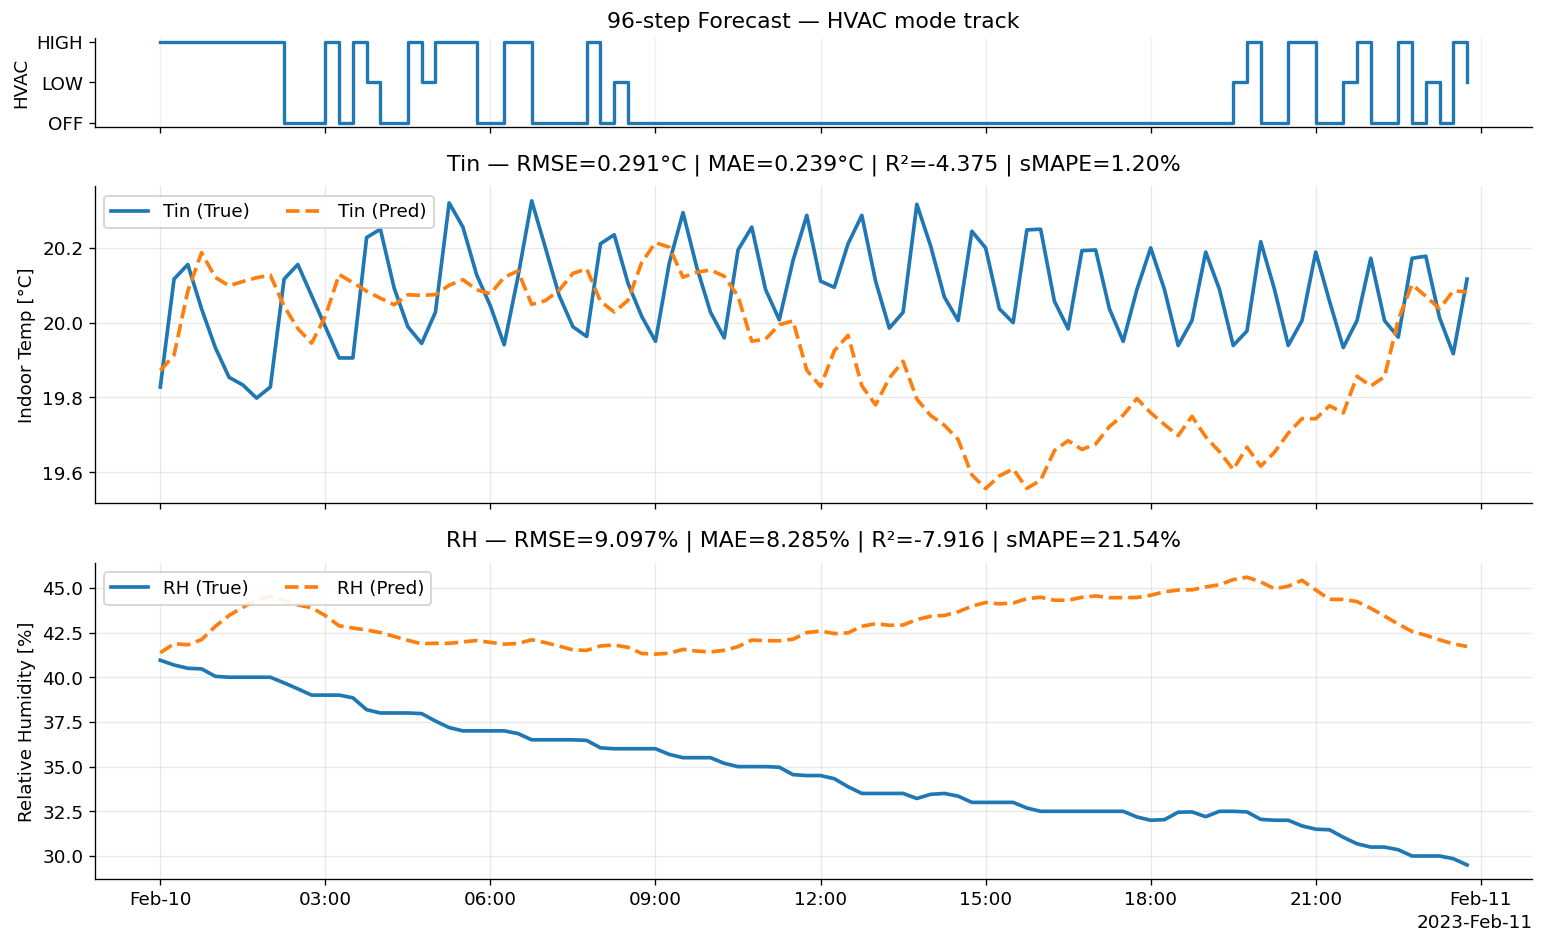 96-step Forecast — HVAC mode track
HVAC
HIGH
LOW
OFF
Tin — RMSE=0.291°C | MAE=0.239°C | R²=-4.375 | sMAPE=1.20%
Tin (True) Tin (Pred)
Indoor Temp [°C]
20.2
20.0
19.8
19.6
RH — RMSE=9.097% | MAE=8.285% | R²=-7.916 | sMAPE=21.54%
RH (True) RH (Pred)
Relative Humidity [%]
45.0
42.5
40.0
37.5
35.0
32.5
30.0
Feb-10 03:00 06:00 09:00 12:00 15:00 18:00 21:00 Feb-11
2023-Feb-11